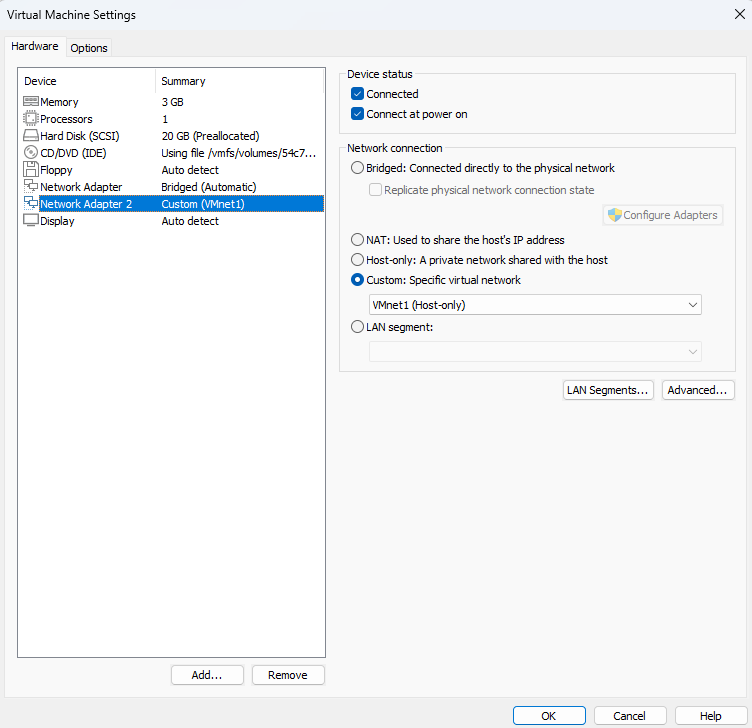 Virtual Machine Settings
Hardware Options
Device Summary
Memory 3 GB
Processors 1
Hard Disk (SCSI) 20 GB (Preallocated)
CD/DVD (IDE) Using file /vmfs/volumes/54c7...
Floppy Auto detect
Network Adapter Bridged (Automatic)
Network Adapter 2 Custom (VMnet1)
Display Auto detect
Add... Remove
Device status
Connected
Connect at power on
Network connection
Bridged: Connected directly to the physical network
Replicate physical network connection state
Configure Adapters
NAT: Used to share the host's IP address
Host-only: A private network shared with the host
Custom: Specific virtual network
VMnet1 (Host-only)
LAN segment:
LAN Segments... Advanced...
OK Cancel Help